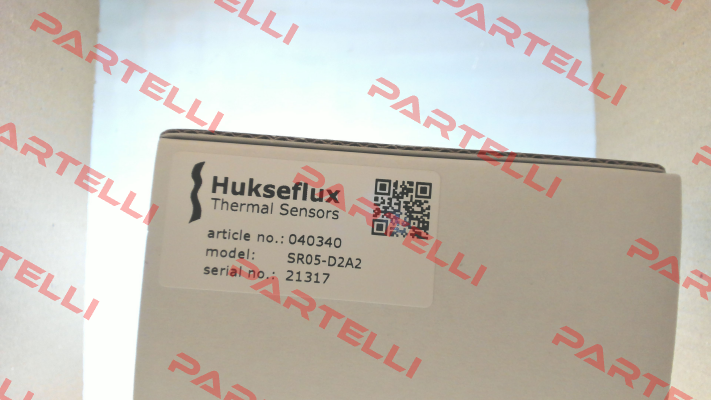 PARTELLI
PARTELLI
PARTELLI
PARTELLI
PARTELLI
Hukseflux
Thermal Sensors
article no.: 040340
model: SR05-D2A2
serial no.: 21317
PARTELLI
PARTELLI
PARTELLI
PARTELLI